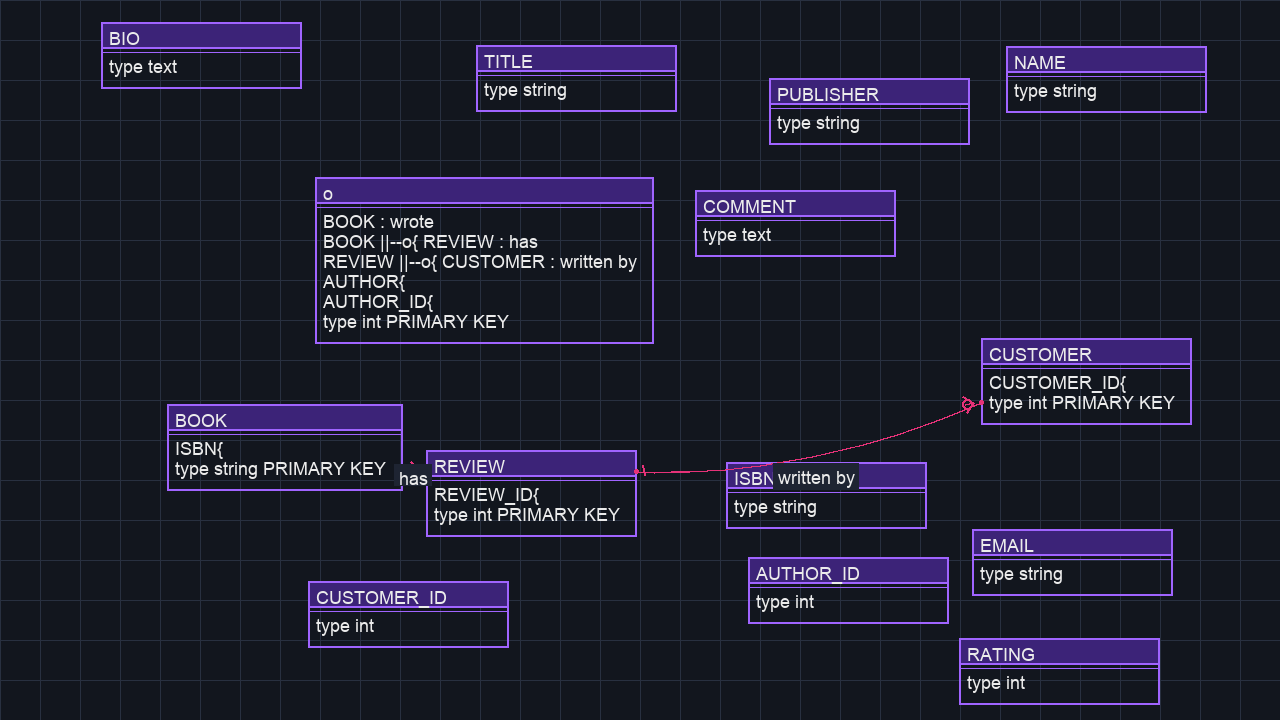 BIO
type text
TITLE
type string
PUBLISHER
type string
NAME
type string
o
BOOK : wrote
BOOK ||--o{ REVIEW : has
REVIEW ||--o{ CUSTOMER : written by
AUTHOR{
AUTHOR_ID{
type int PRIMARY KEY
COMMENT
type text
CUSTOMER
CUSTOMER_ID{
type int PRIMARY KEY
BOOK
ISBN{
type string PRIMARY KEY
has
REVIEW
REVIEW_ID{
type int PRIMARY KEY
ISBN
written by
type string
EMAIL
type string
AUTHOR_ID
type int
CUSTOMER_ID
type int
RATING
type int